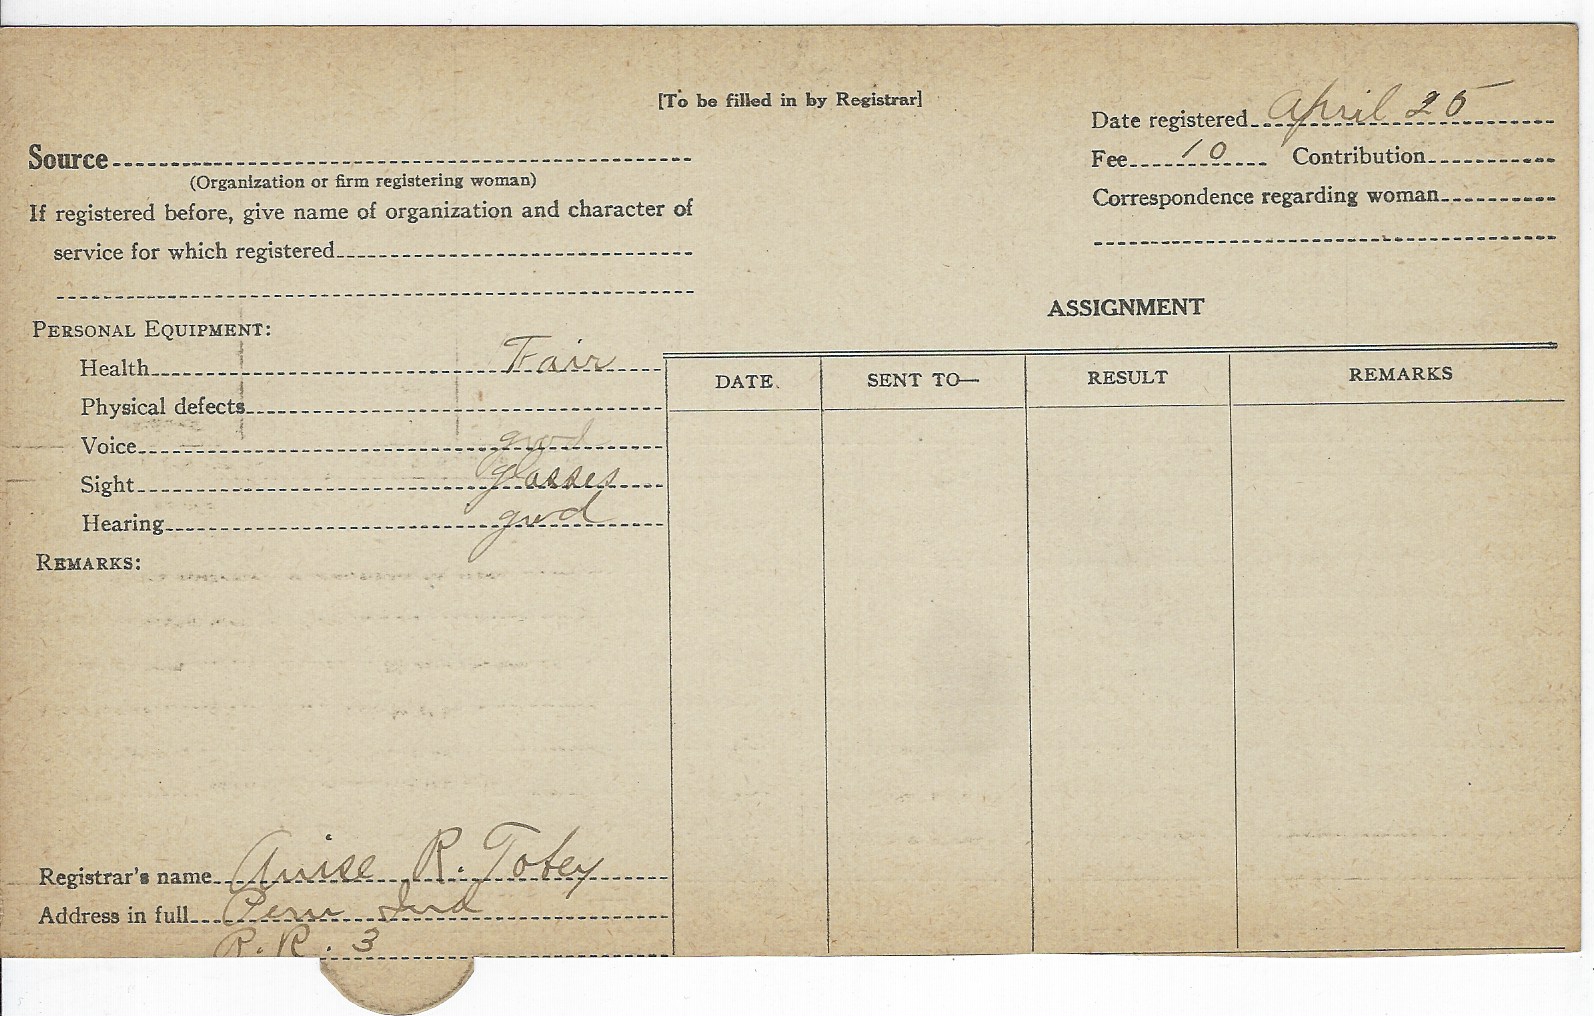 [To be filled in by Registrar]
Date registered April 25
Source
Fee 10 Contribution
(Organization or firm registering woman)
Correspondence regarding woman
If registered before, give name of organization and character of
service for which registered
ASSIGNMENT
PERSONAL EQUIPMENT:
Health Fair
DATE SENT TO— RESULT REMARKS
Physical defects
Voice good
Sight glasses
Hearing good
REMARKS:
Registrar's name Anise R. Tobey
Address in full Peru Ind
R. R. 3